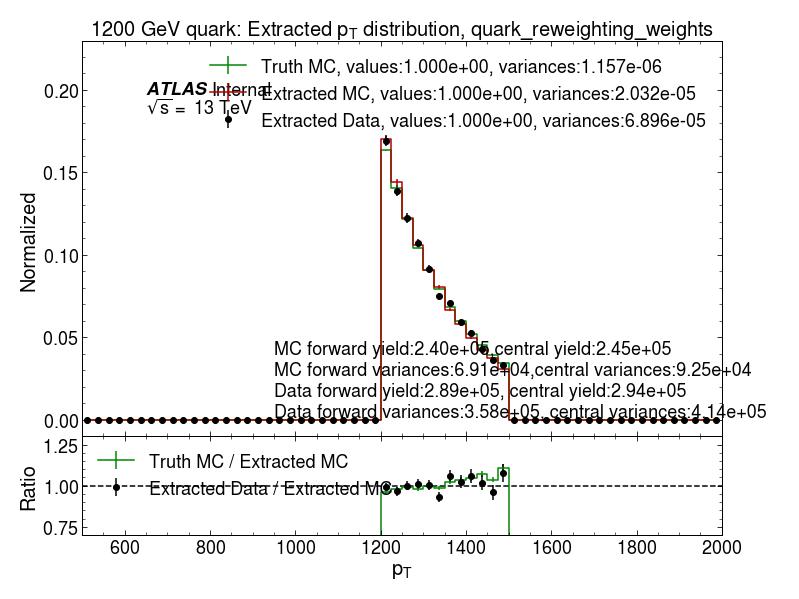 1200 GeV quark: Extracted pT distribution, quark_reweighting_weights
Truth MC, values:1.000e+00, variances:1.157e-06
ATLAS Internal
Extracted MC, values:1.000e+00, variances:2.032e-05
√s = 13 TeV
Extracted Data, values:1.000e+00, variances:6.896e-05
0.20
0.15
0.10
0.05
0.00
Normalized
MC forward yield:2.40e+05,central yield:2.45e+05
MC forward variances:6.91e+04,central variances:9.25e+04
Data forward yield:2.89e+05, central yield:2.94e+05
Data forward variances:3.58e+05, central variances:4.14e+05
1.25
1.00
0.75
Ratio
Truth MC / Extracted MC
Extracted Data / Extracted MC
600 800 1000 1200 1400 1600 1800 2000
pT